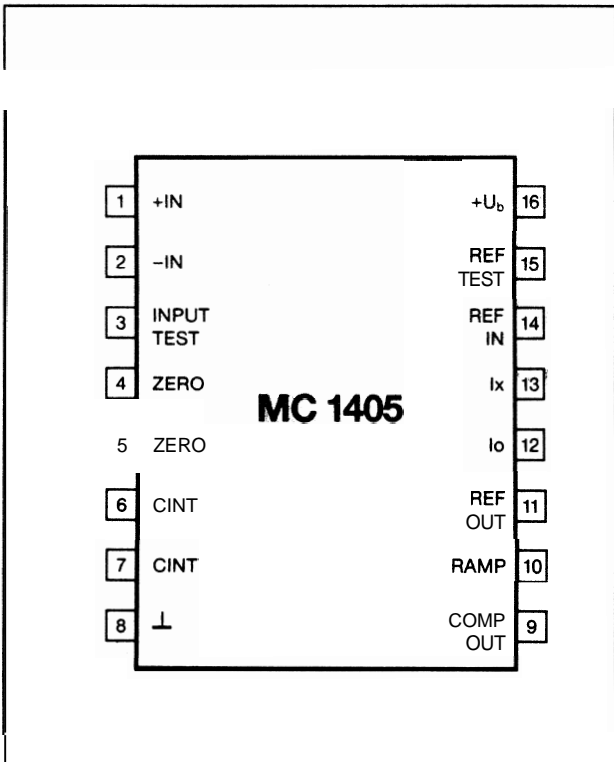 1 +IN
2 –IN
3 INPUT
TEST
4 ZERO
5 ZERO
6 CINT
7 CINT
8 ⊥
MC 1405
+Ub 16
REF
TEST 15
REF
IN 14
Ix 13
Io 12
REF
OUT 11
RAMP 10
COMP
OUT 9